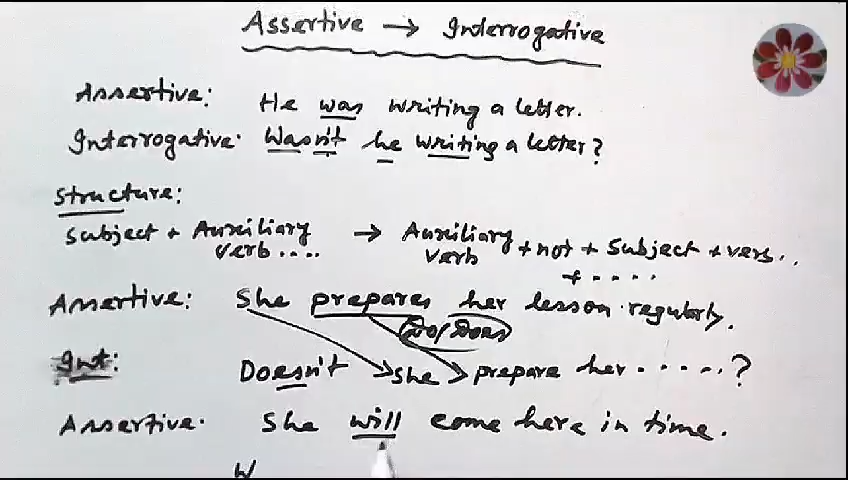 Assertive → Interrogative
Assertive: He was writing a letter.
Interrogative: Wasn't he writing a letter?
Structure:
Subject + Auxiliary verb.... → Auxiliary verb + not + Subject + verb.. + .....
Assertive: She prepares her lesson regularly.
(Do/Does)
Int: Doesn't she prepare her ......?
Assertive. She will come here in time.
W